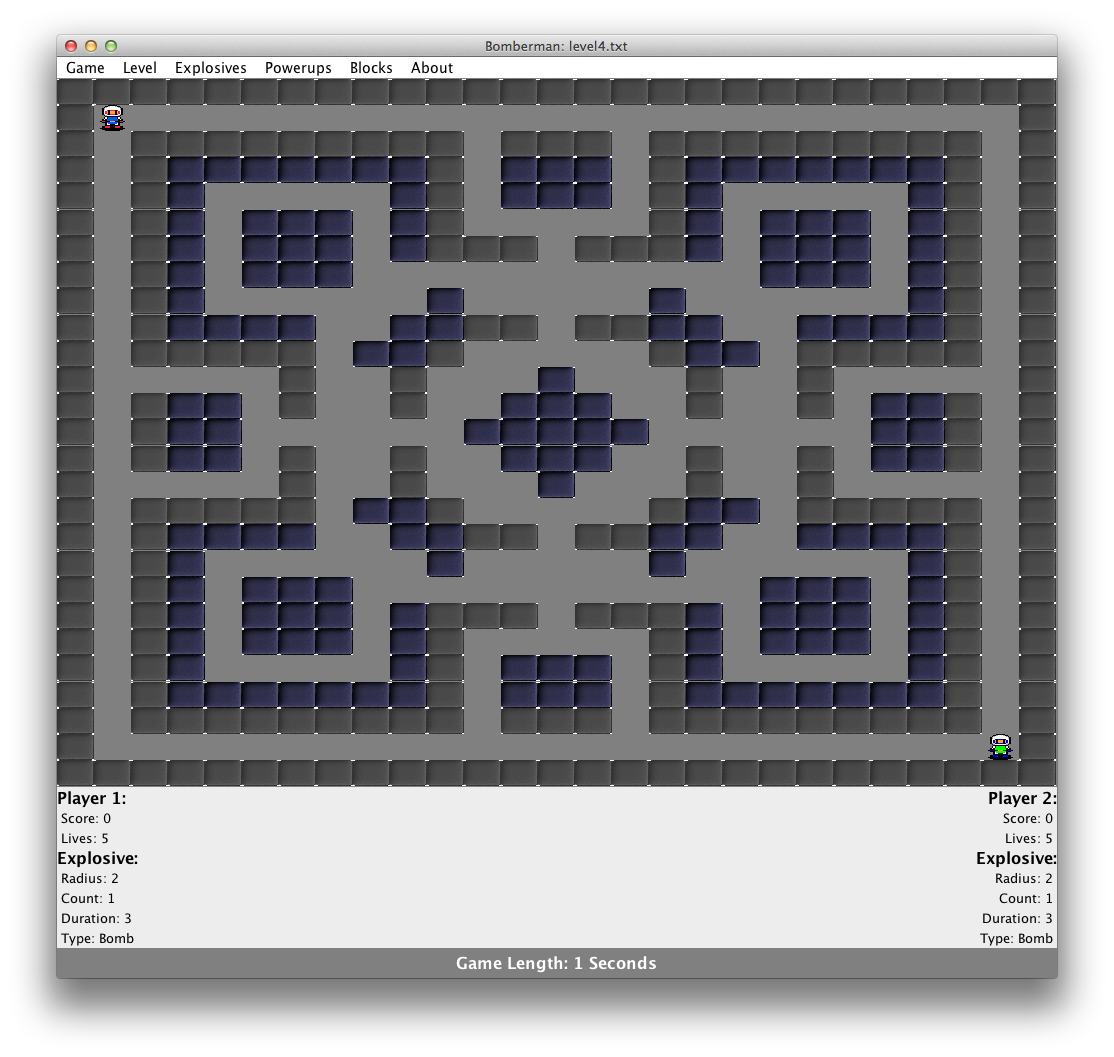 Bomberman: level4.txt
Game Level Explosives Powerups Blocks About
Player 1:
Score: 0
Lives: 5
Explosive:
Radius: 2
Count: 1
Duration: 3
Type: Bomb
Player 2:
Score: 0
Lives: 5
Explosive:
Radius: 2
Count: 1
Duration: 3
Type: Bomb
Game Length: 1 Seconds